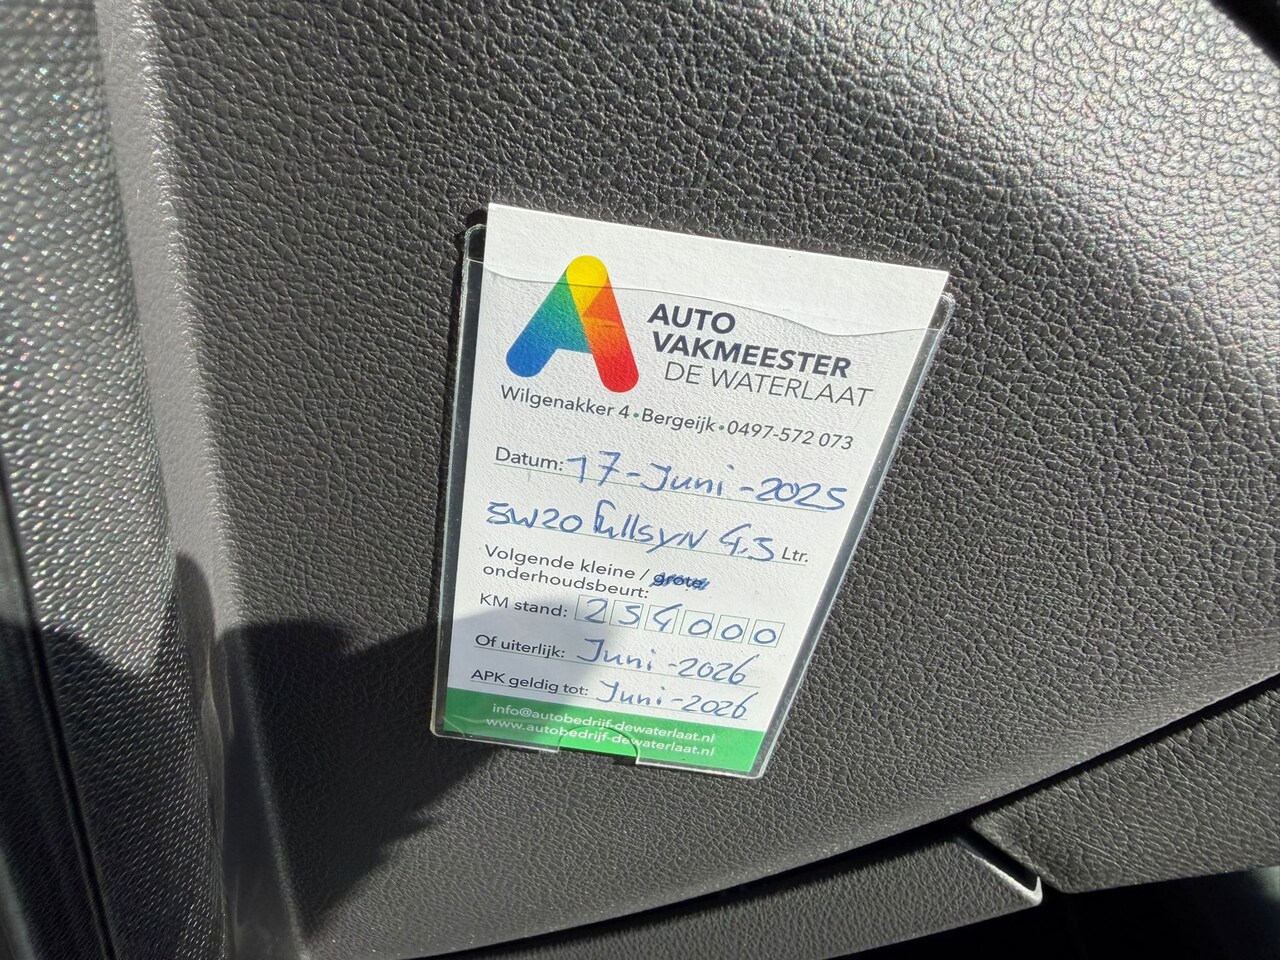 AUTO
VAKMEESTER
DE WATERLAAT
Wilgenakker 4•Bergeijk•0497-572 073
Datum: 17-Juni-2025
5W20 fullsyn 4.5 Ltr.
Volgende kleine / grote
onderhoudsbeurt:
KM stand: 254000
Of uiterlijk: Juni-2026
APK geldig tot: Juni-2026
info@autobedrijf-dewaterlaat.nl
www.autobedrijf-dewaterlaat.nl